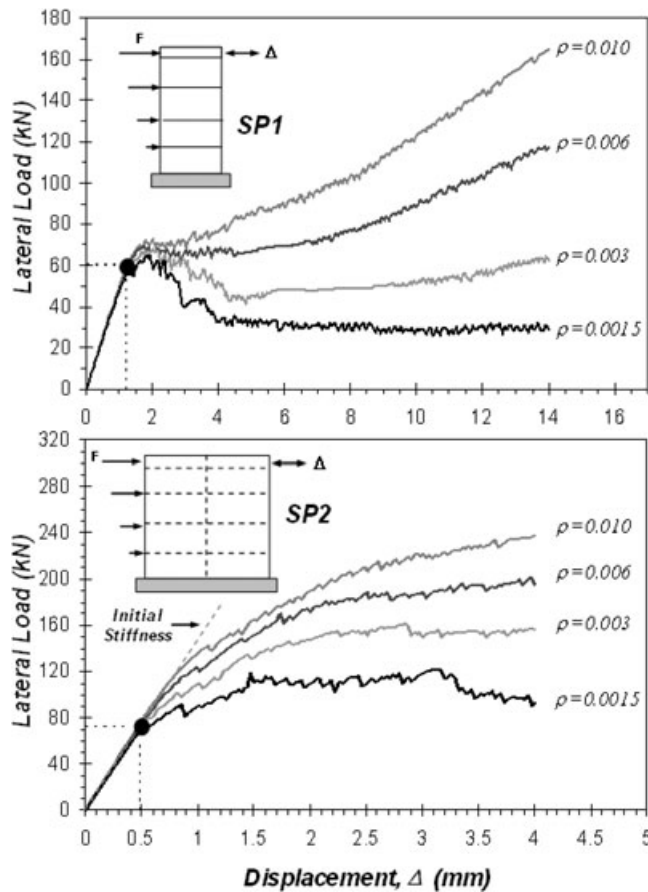 180
160
140
120
100
80
60
40
20
0
Lateral Load (kN)
F
Δ
SP1
ρ=0.010
ρ=0.006
ρ=0.003
ρ=0.0015
0 2 4 6 8 10 12 14 16
320
280
240
200
160
120
80
40
0
Lateral Load (kN)
F
Δ
SP2
Initial
Stiffness
ρ=0.010
ρ=0.006
ρ=0.003
ρ=0.0015
0 0.5 1 1.5 2 2.5 3 3.5 4 4.5 5
Displacement, Δ (mm)